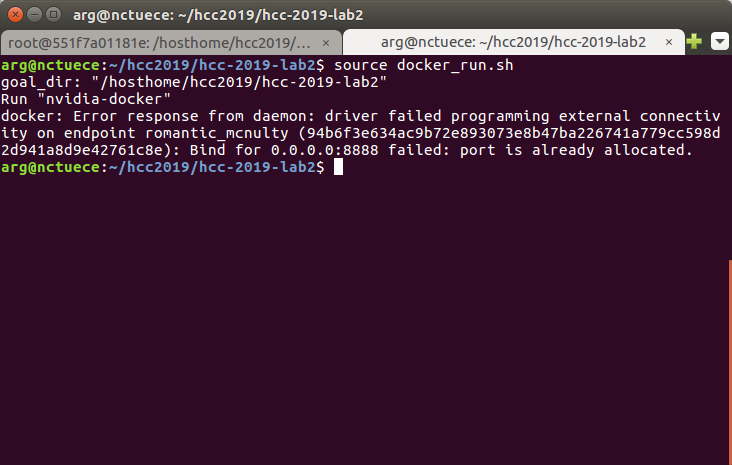 arg@nctuece: ~/hcc2019/hcc-2019-lab2
root@551f7a01181e: /hosthome/hcc2019/... ×
arg@nctuece: ~/hcc2019/hcc-2019-lab2 ×
arg@nctuece:~/hcc2019/hcc-2019-lab2$ source docker_run.sh
goal_dir: "/hosthome/hcc2019/hcc-2019-lab2"
Run "nvidia-docker"
docker: Error response from daemon: driver failed programming external connectiv
ity on endpoint romantic_mcnulty (94b6f3e634ac9b72e893073e8b47ba226741a779cc598d
2d941a8d9e42761c8e): Bind for 0.0.0.0:8888 failed: port is already allocated.
arg@nctuece:~/hcc2019/hcc-2019-lab2$